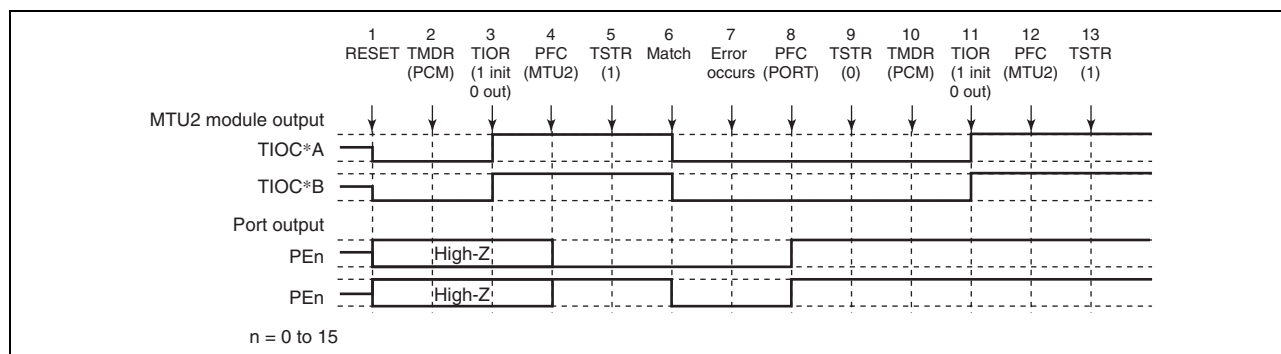 1 2 3 4 5 6 7 8 9 10 11 12 13
RESET TMDR TIOR PFC TSTR Match Error PFC TSTR TMDR TIOR PFC TSTR
(PCM) (1 init (MTU2) (1) occurs (PORT) (0) (PCM) (1 init (MTU2) (1)
0 out) 0 out)
MTU2 module output
TIOC*A
TIOC*B
Port output
PEn High-Z
PEn High-Z
n = 0 to 15